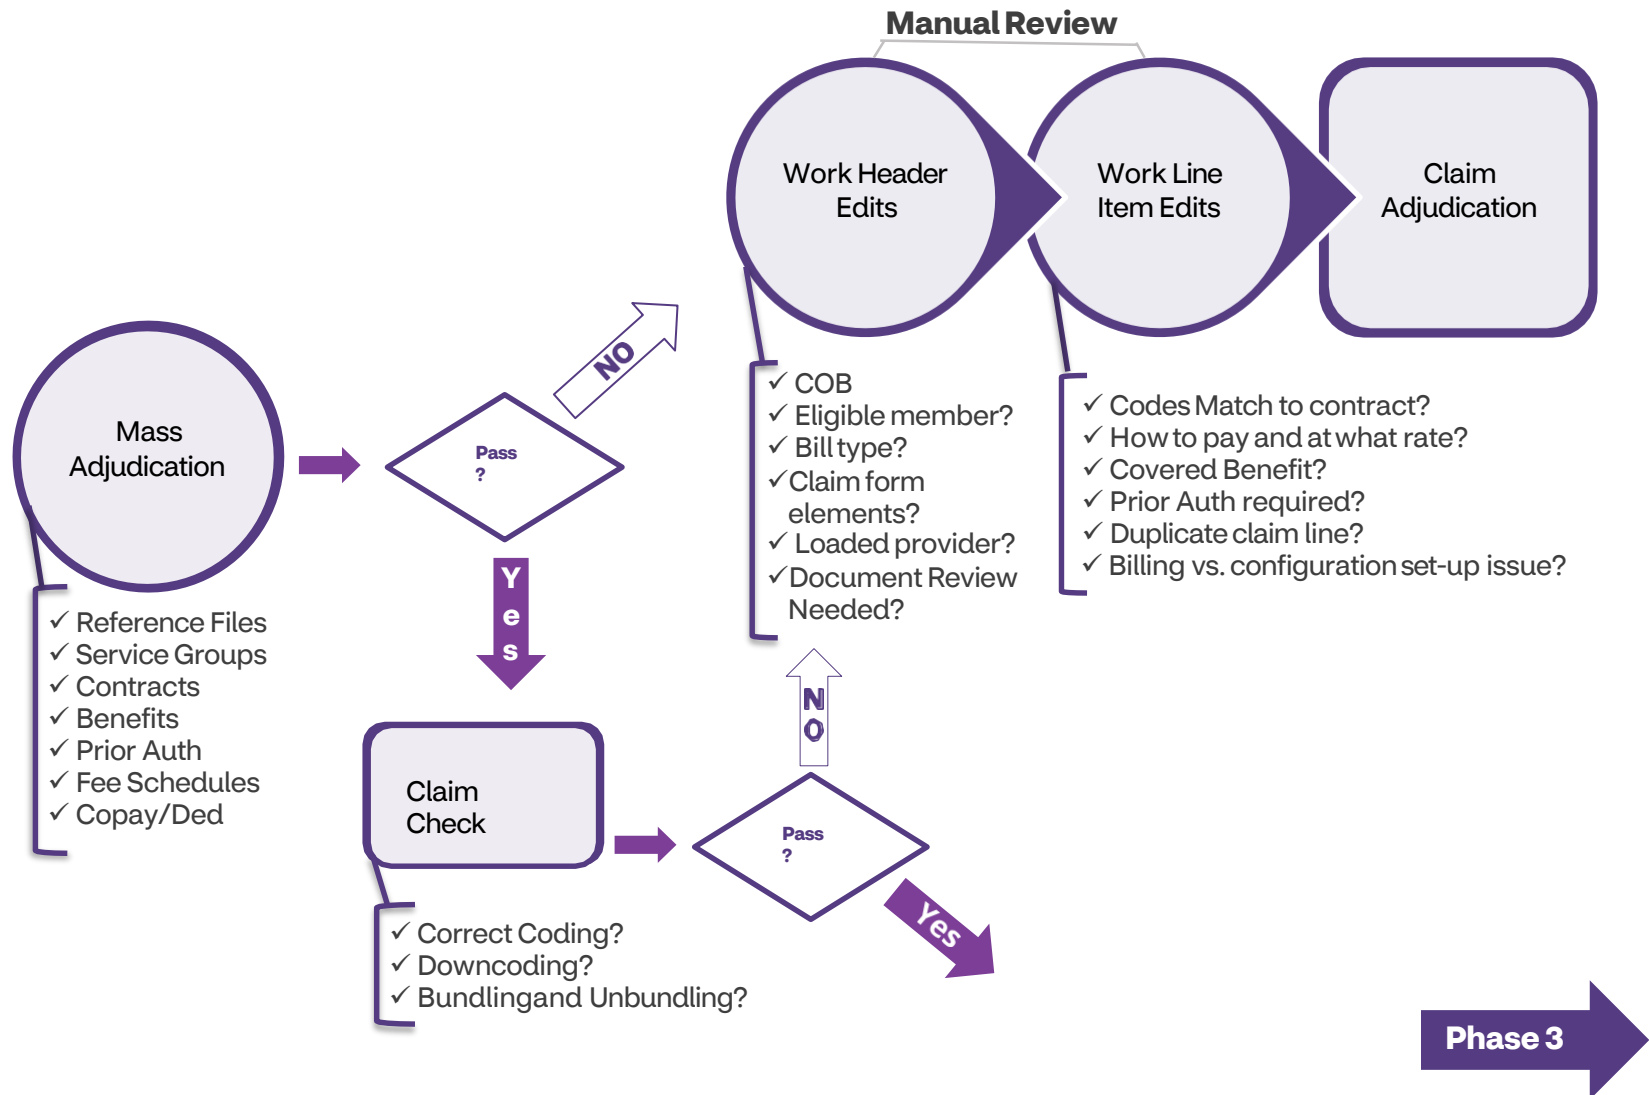 Manual Review
Work Header
Edits
Work Line
Item Edits
Claim
Adjudication
NO
Mass
Adjudication
Pass
?
✓ COB
✓ Eligible member?
✓ Bill type?
✓ Claim form
elements?
✓ Loaded provider?
✓ Document Review
Needed?
✓ Codes Match to contract?
✓ How to pay and at what rate?
✓ Covered Benefit?
✓ Prior Auth required?
✓ Duplicate claim line?
✓ Billing vs. configuration set-up issue?
Yes
✓ Reference Files
✓ Service Groups
✓ Contracts
✓ Benefits
✓ Prior Auth
✓ Fee Schedules
✓ Copay/Ded
NO
Claim
Check
Pass
?
Yes
✓ Correct Coding?
✓ Downcoding?
✓ Bundlingand Unbundling?
Phase 3